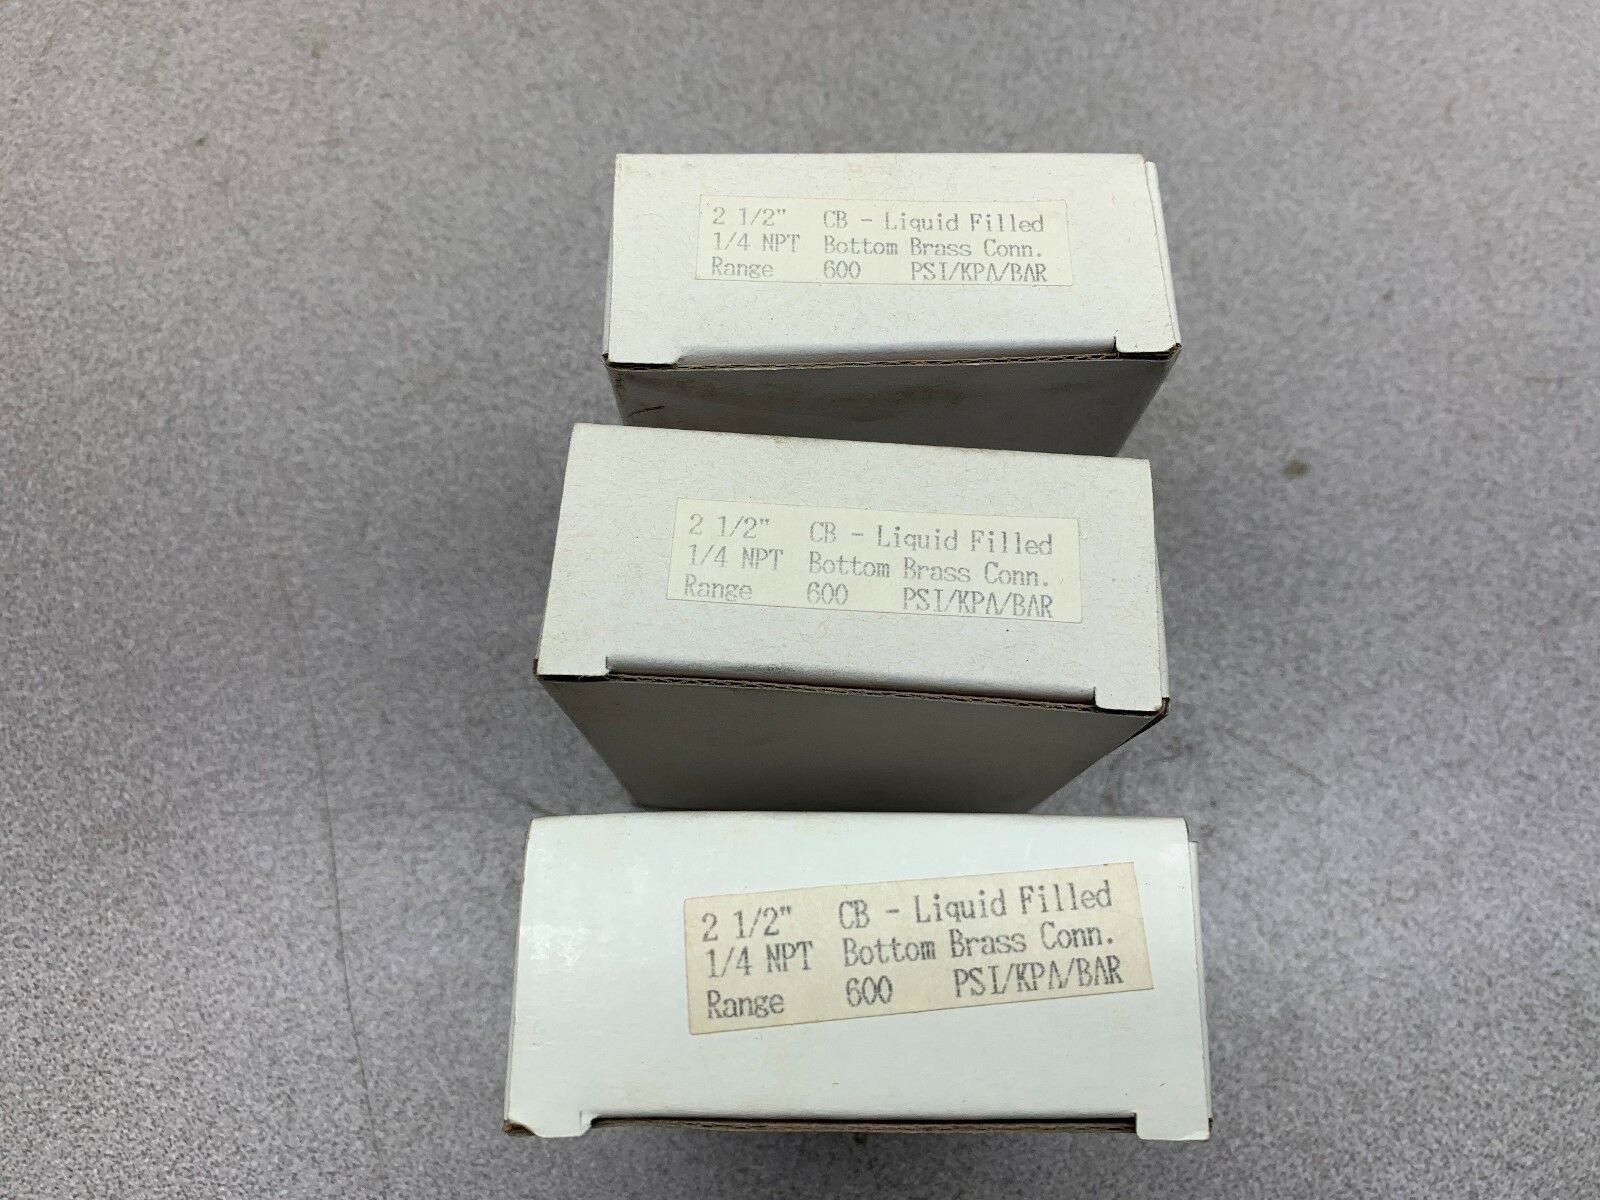 2 1/2" CB - Liquid Filled
1/4 NPT Bottom Brass Conn.
Range 600 PSI/KPA/BAR
2 1/2" CB - Liquid Filled
1/4 NPT Bottom Brass Conn.
Range 600 PSI/KPA/BAR
2 1/2" CB - Liquid Filled
1/4 NPT Bottom Brass Conn.
Range 600 PSI/KPA/BAR